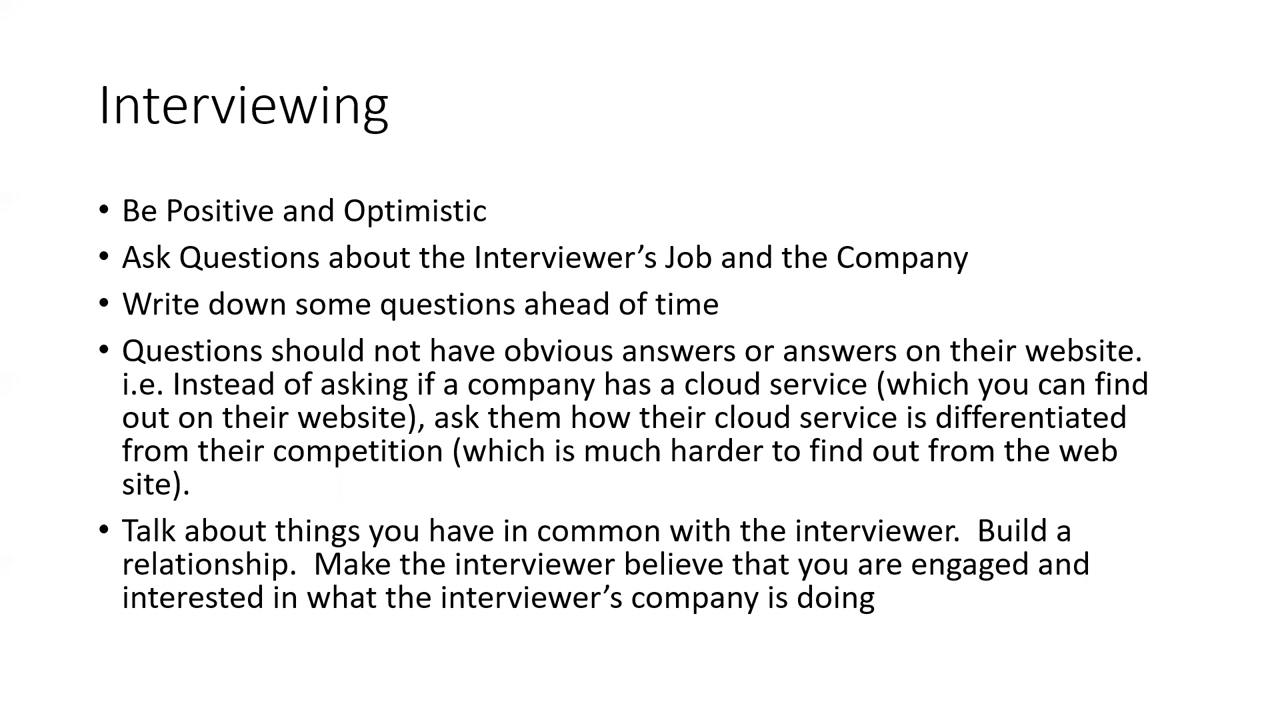 Interviewing
• Be Positive and Optimistic
• Ask Questions about the Interviewer’s Job and the Company
• Write down some questions ahead of time
• Questions should not have obvious answers or answers on their website.
i.e. Instead of asking if a company has a cloud service (which you can find
out on their website), ask them how their cloud service is differentiated
from their competition (which is much harder to find out from the web
site).
• Talk about things you have in common with the interviewer.  Build a
relationship.  Make the interviewer believe that you are engaged and
interested in what the interviewer’s company is doing